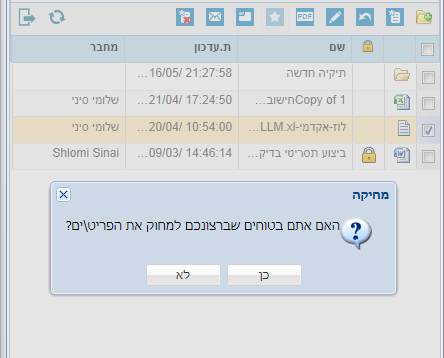 PDF
שם
ת.עדכון
מחבר
תיקיה חדשה
...16/05/ 21:27:58
Copy of 1חישוב...
...21/04/ 17:24:50
שלומי סיני
לוז-אקדמי-LLM.xl...
...20/04/ 10:54:00
שלומי סיני
ביצוע תסריטי בדיק...
...09/03/ 14:46:14
Shlomi Sinai
מחיקה
האם אתם בטוחים שברצונכם למחוק את הפריט\ים?
כן
לא